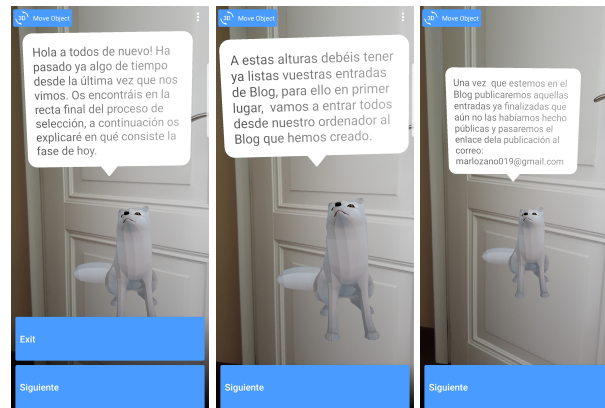 3D Move Object
Hola a todos de nuevo! Ha
pasado ya algo de tiempo
desde la última vez que nos
vimos. Os encontráis en la
recta final del proceso de
selección, a continuación os
explicaré en qué consiste la
fase de hoy.
Exit
Siguiente
3D Move Object
A estas alturas debéis tener
ya listas vuestras entradas
de Blog, para ello en primer
lugar, vamos a entrar todos
desde nuestro ordenador al
Blog que hemos creado.
Siguiente
3D Move Object
Una vez que estemos en el
Blog publicaremos aquellas
entradas ya finalizadas que
aún no las habíamos hecho
públicas y pasaremos el
enlace dela publicación al
correo:
marlozano019@gmail.com
Siguiente